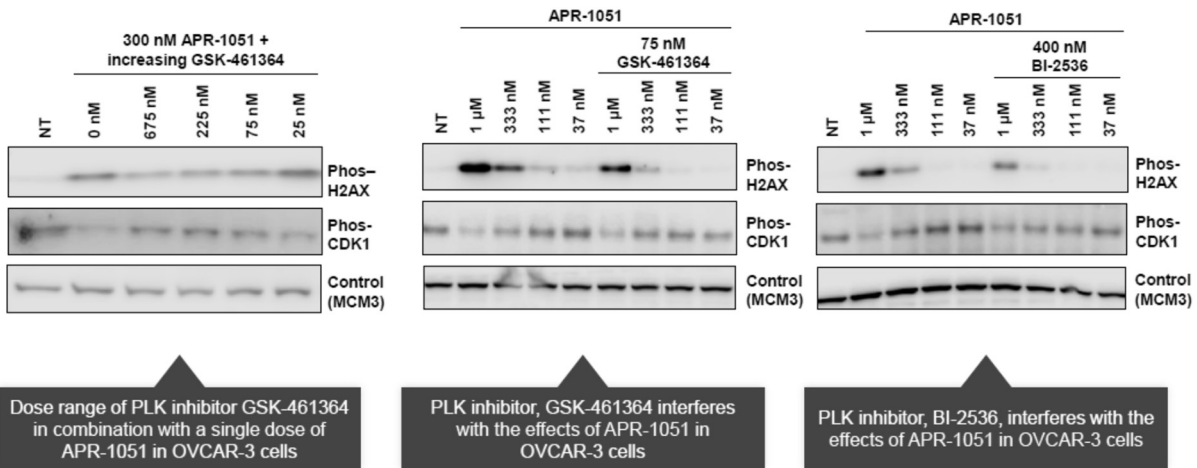 300 nM APR-1051 +
increasing GSK-461364
NT
0 nM
675 nM
225 nM
75 nM
25 nM
Phos–
H2AX
Phos-
CDK1
Control
(MCM3)
Dose range of PLK inhibitor GSK-461364
in combination with a single dose of
APR-1051 in OVCAR-3 cells
APR-1051
75 nM
GSK-461364
NT
1 µM
333 nM
111 nM
37 nM
1 µM
333 nM
111 nM
37 nM
Phos-
H2AX
Phos-
CDK1
Control
(MCM3)
PLK inhibitor, GSK-461364 interferes
with the effects of APR-1051 in
OVCAR-3 cells
APR-1051
400 nM
BI-2536
NT
1 µM
333 nM
111 nM
37 nM
1 µM
333 nM
111 nM
37 nM
Phos-
H2AX
Phos-
CDK1
Control
(MCM3)
PLK inhibitor, BI-2536, interferes with the
effects of APR-1051 in OVCAR-3 cells